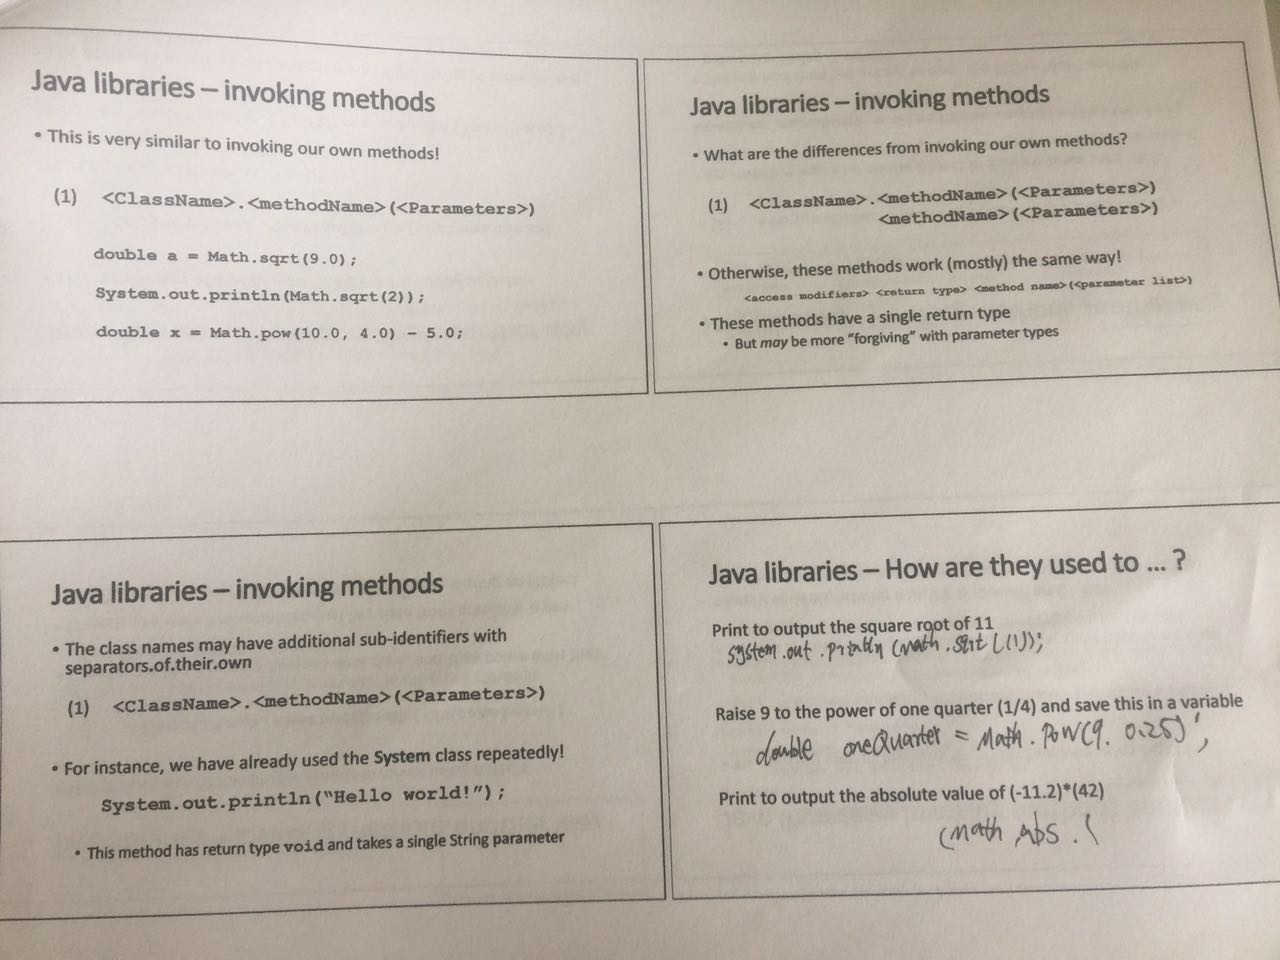 Java libraries – invoking methods
• This is very similar to invoking our own methods!
(1) <ClassName>.<methodName>(<Parameters>)
double a = Math.sqrt(9.0);
System.out.println(Math.sqrt(2));
double x = Math.pow(10.0, 4.0) - 5.0;
Java libraries – invoking methods
• What are the differences from invoking our own methods?
(1) <ClassName>.<methodName>(<Parameters>)
<methodName>(<Parameters>)
• Otherwise, these methods work (mostly) the same way!
<access modifiers> <return type> <method name>(<parameter list>)
• These methods have a single return type
• But may be more “forgiving” with parameter types
Java libraries – invoking methods
• The class names may have additional sub-identifiers with
separators.of.their.own
(1) <ClassName>.<methodName>(<Parameters>)
• For instance, we have already used the System class repeatedly!
System.out.println("Hello world!");
• This method has return type void and takes a single String parameter
Java libraries – How are they used to ... ?
Print to output the square root of 11
system.out.println (math.sqrt(11));
Raise 9 to the power of one quarter (1/4) and save this in a variable
double oneQuarter = Math.Pow(9. 0.25);
Print to output the absolute value of (-11.2)*(42)
(math Abs . (